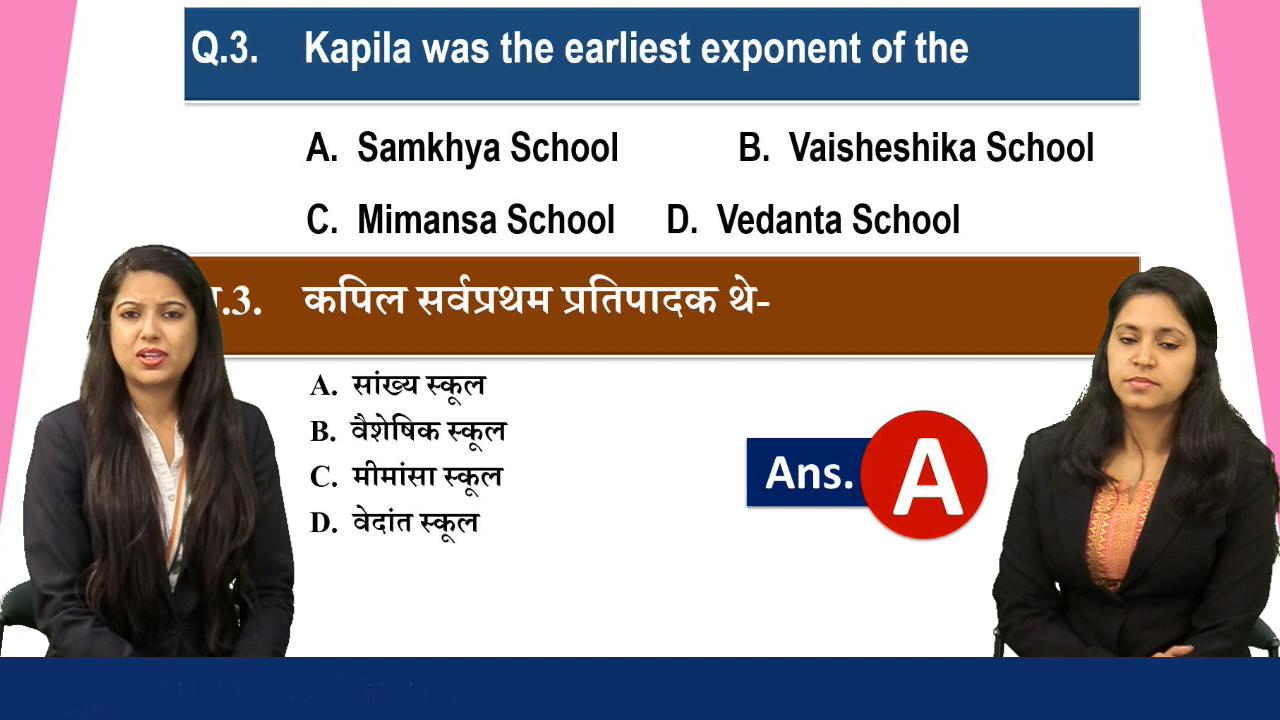 Q.3. Kapila was the earliest exponent of the
A. Samkhya School B. Vaisheshika School
C. Mimansa School D. Vedanta School
.3. कपिल सर्वप्रथम प्रतिपादक थे-
A. सांख्य स्कूल
B. वैशेषिक स्कूल
C. मीमांसा स्कूल
D. वेदांत स्कूल
Ans. A